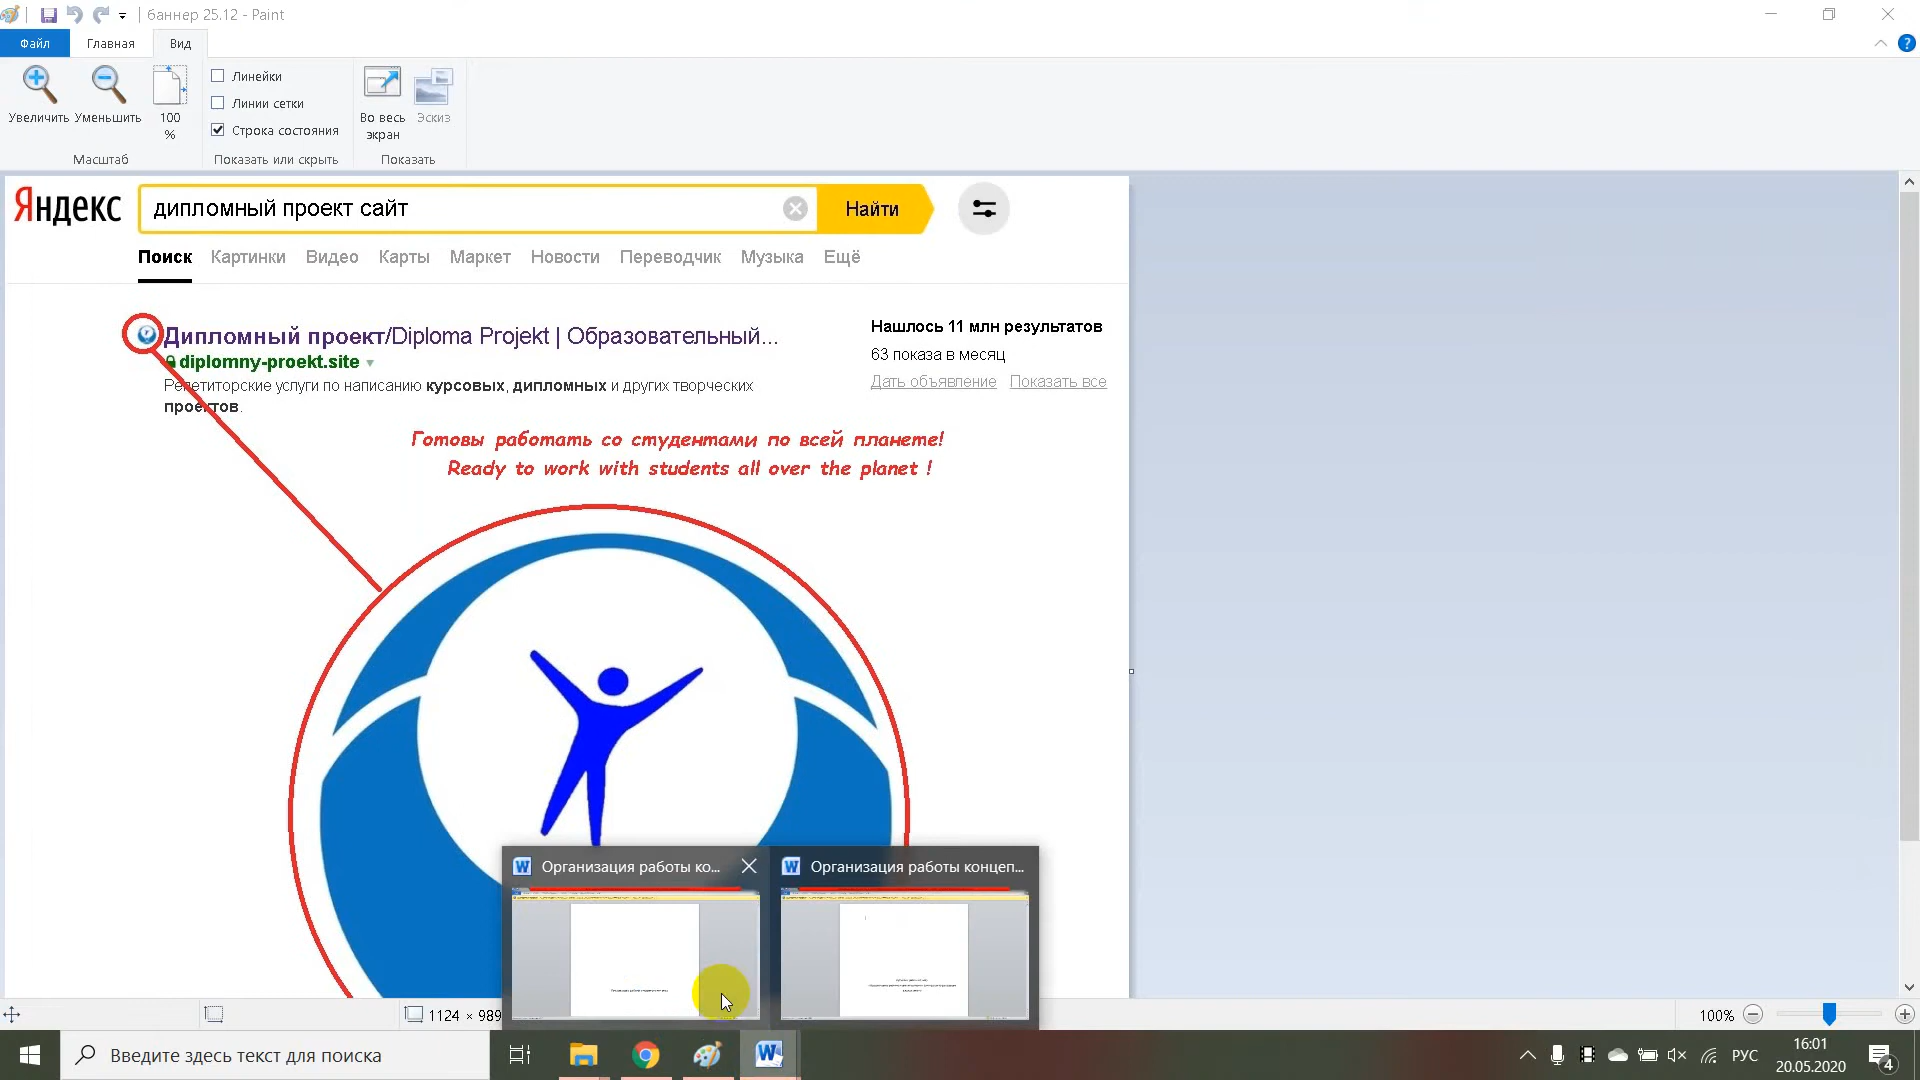 баннер 25.12 - Paint
Файл
Главная
Вид
Увеличить
Уменьшить
100
%
Линейки
Линии сетки
Строка состояния
Во весь
экран
Эскиз
Масштаб
Показать или скрыть
Показать
Яндекс
дипломный проект сайт
Найти
Поиск Картинки Видео Карты Маркет Новости Переводчик Музыка Ещё
Дипломный проект/Diploma Projekt | Образовательный...
diplomny-proekt.site
Репетиторские услуги по написанию курсовых, дипломных и других творческих
проектов.
Нашлось 11 млн результатов
63 показа в месяц
Дать объявление Показать все
Готовы работать со студентами по всей планете!
Ready to work with students all over the planet !
Организация работы ко...
Организация работы концеп...
1124 × 989
100%
Введите здесь текст для поиска
РУС
16:01
20.05.2020
4